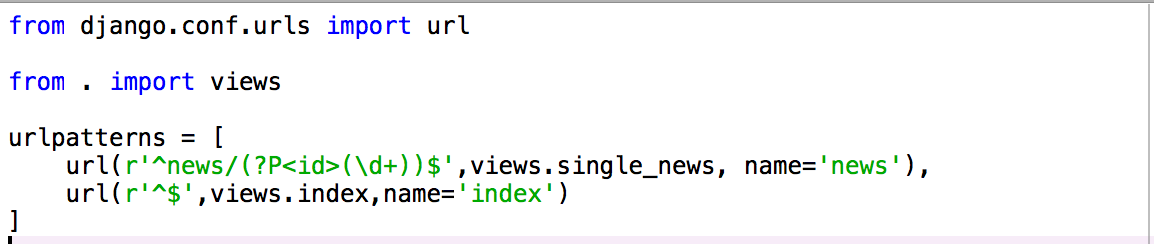 from django.conf.urls import url
from . import views
urlpatterns = [
    url(r'^news/(?P<id>(\d+))$',views.single_news, name='news'),
    url(r'^$',views.index,name='index')
]